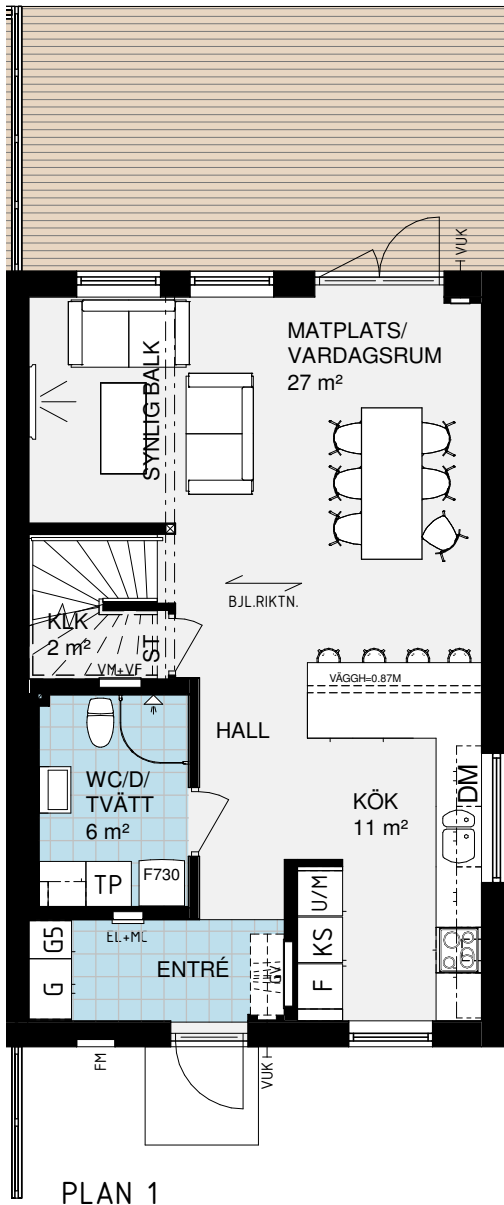 VUK
MATPLATS/
VARDAGSRUM
27 m²
SYNLIG BALK
BJL.RIKTN.
KLK
2 m²
ST
VM+VF
VÄGGH=0.87M
HALL
WC/D/
TVÄTT
6 m²
KÖK
11 m²
DM
TP
F730
U/M
KS
F
G5
G
EL.+MC
ENTRÉ
GV
FM
VUK
PLAN 1